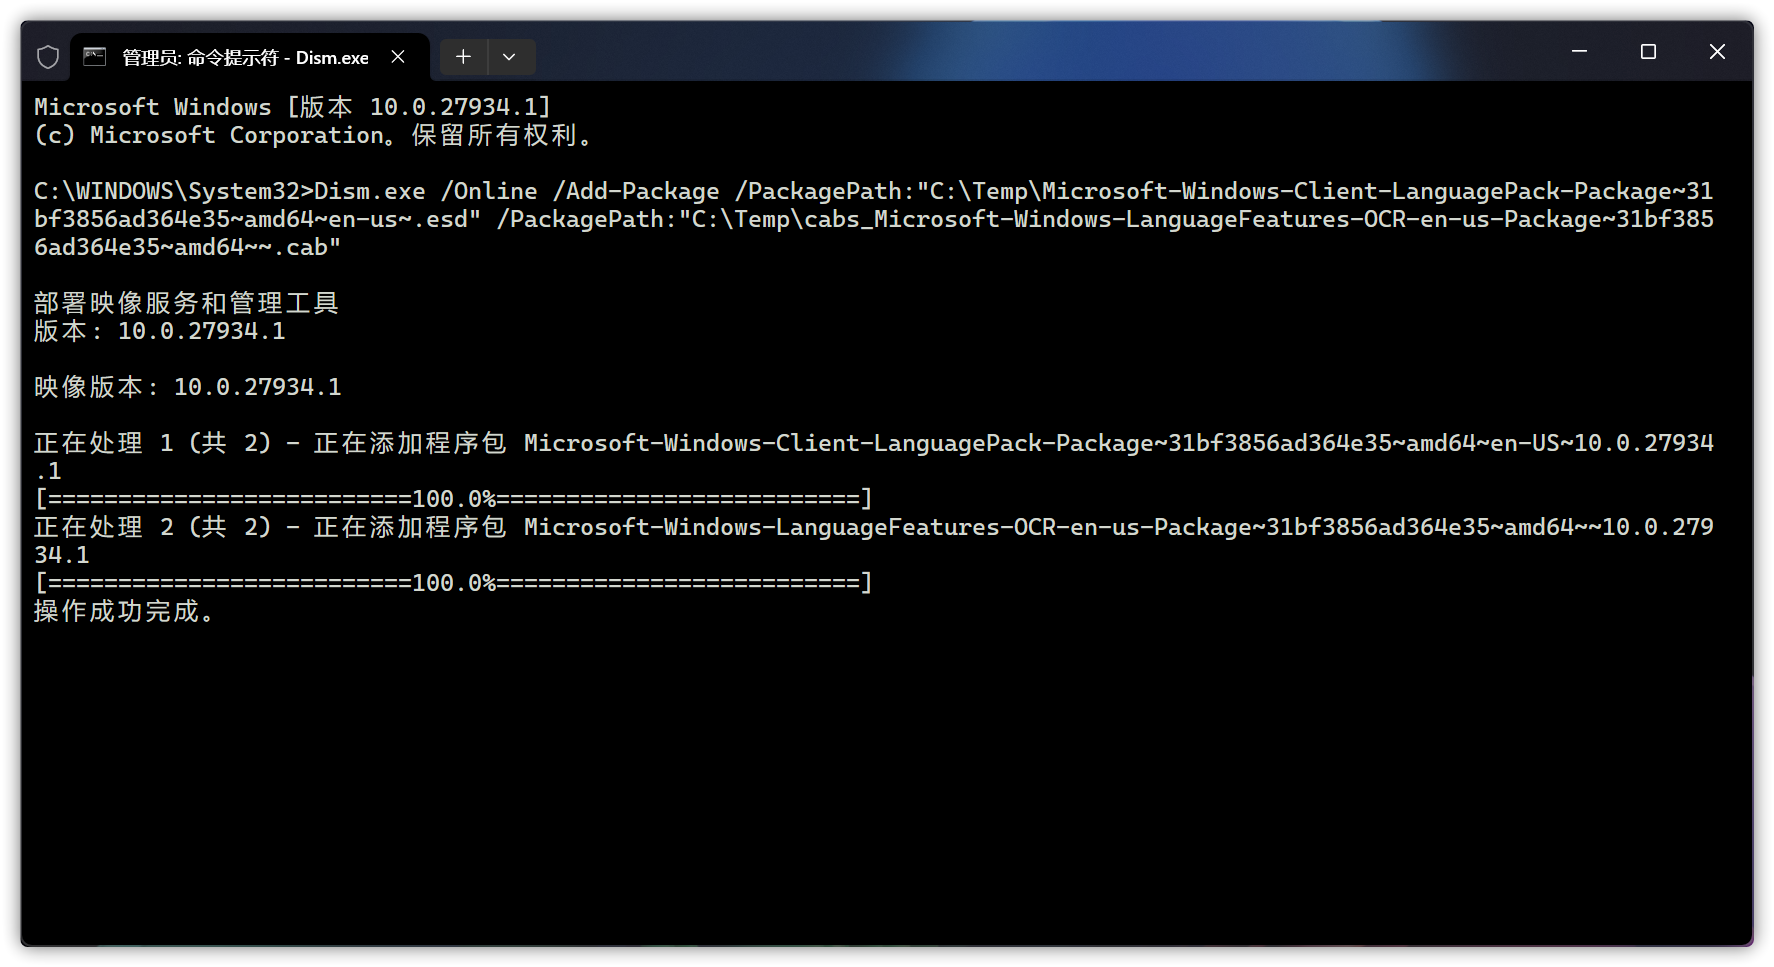 管理员: 命令提示符 - Dism.exe
Microsoft Windows [版本 10.0.27934.1]
(c) Microsoft Corporation。保留所有权利。
C:\WINDOWS\System32>Dism.exe /Online /Add-Package /PackagePath:"C:\Temp\Microsoft-Windows-Client-LanguagePack-Package~31
bf3856ad364e35~amd64~en-us~.esd" /PackagePath:"C:\Temp\cabs_Microsoft-Windows-LanguageFeatures-OCR-en-us-Package~31bf385
6ad364e35~amd64~~.cab"
部署映像服务和管理工具
版本: 10.0.27934.1
映像版本: 10.0.27934.1
正在处理 1 (共 2) - 正在添加程序包 Microsoft-Windows-Client-LanguagePack-Package~31bf3856ad364e35~amd64~en-US~10.0.27934
.1
[==========================100.0%==========================]
正在处理 2 (共 2) - 正在添加程序包 Microsoft-Windows-LanguageFeatures-OCR-en-us-Package~31bf3856ad364e35~amd64~~10.0.279
34.1
[==========================100.0%==========================]
操作成功完成。